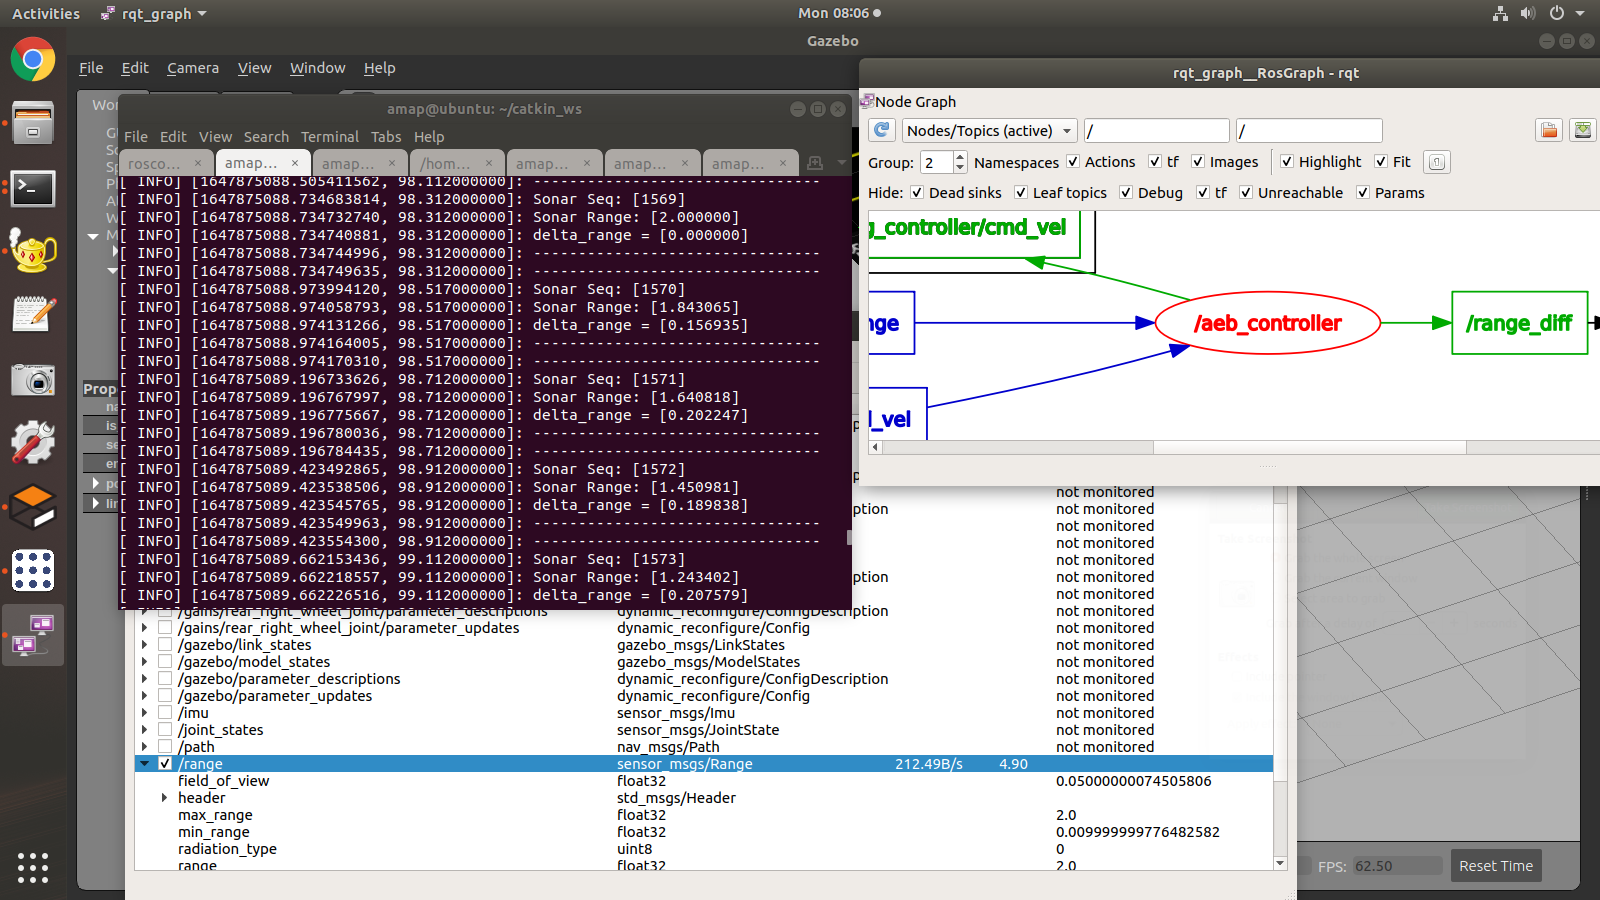 Activities rqt_graph Mon 08:06
Gazebo
File Edit Camera View Window Help
rqt_graph__RosGraph - rqt
Node Graph
Nodes/Topics (active) / /
Group: 2 Namespaces Actions tf Images Highlight Fit
Hide: Dead sinks Leaf topics Debug tf Unreachable Params
g_controller/cmd_vel
nge /aeb_controller /range_diff
d_vel
amap@ubuntu: ~/catkin_ws
File Edit View Search Terminal Tabs Help
rosco... × amap... × amap... × /hom... × amap... × amap... × amap... ×
[ INFO] [1647875088.505411562, 98.112000000]: --------------------------------
[ INFO] [1647875088.734683814, 98.312000000]: Sonar Seq: [1569]
[ INFO] [1647875088.734732740, 98.312000000]: Sonar Range: [2.000000]
[ INFO] [1647875088.734740881, 98.312000000]: delta_range = [0.000000]
[ INFO] [1647875088.734744996, 98.312000000]: --------------------------------
[ INFO] [1647875088.734749635, 98.312000000]: --------------------------------
[ INFO] [1647875088.973994120, 98.517000000]: Sonar Seq: [1570]
[ INFO] [1647875088.974058793, 98.517000000]: Sonar Range: [1.843065]
[ INFO] [1647875088.974131266, 98.517000000]: delta_range = [0.156935]
[ INFO] [1647875088.974164005, 98.517000000]: --------------------------------
[ INFO] [1647875088.974170310, 98.517000000]: --------------------------------
[ INFO] [1647875089.196733626, 98.712000000]: Sonar Seq: [1571]
[ INFO] [1647875089.196767997, 98.712000000]: Sonar Range: [1.640818]
[ INFO] [1647875089.196775667, 98.712000000]: delta_range = [0.202247]
[ INFO] [1647875089.196780036, 98.712000000]: --------------------------------
[ INFO] [1647875089.196784435, 98.712000000]: --------------------------------
[ INFO] [1647875089.423492865, 98.912000000]: Sonar Seq: [1572]
[ INFO] [1647875089.423538506, 98.912000000]: Sonar Range: [1.450981]
[ INFO] [1647875089.423545765, 98.912000000]: delta_range = [0.189838]
[ INFO] [1647875089.423549963, 98.912000000]: --------------------------------
[ INFO] [1647875089.423554300, 98.912000000]: --------------------------------
[ INFO] [1647875089.662153436, 99.112000000]: Sonar Seq: [1573]
[ INFO] [1647875089.662218557, 99.112000000]: Sonar Range: [1.243402]
[ INFO] [1647875089.662226516, 99.112000000]: delta_range = [0.207579]
not monitored
ption not monitored
not monitored
not monitored
not monitored
ption not monitored
not monitored
/gains/rear_right_wheel_joint/parameter_descriptions dynamic_reconfigure/ConfigDescription not monitored
/gains/rear_right_wheel_joint/parameter_updates dynamic_reconfigure/Config not monitored
/gazebo/link_states gazebo_msgs/LinkStates not monitored
/gazebo/model_states gazebo_msgs/ModelStates not monitored
/gazebo/parameter_descriptions dynamic_reconfigure/ConfigDescription not monitored
/gazebo/parameter_updates dynamic_reconfigure/Config not monitored
/imu sensor_msgs/Imu not monitored
/joint_states sensor_msgs/JointState not monitored
/path nav_msgs/Path not monitored
/range sensor_msgs/Range 212.49B/s 4.90
field_of_view float32 0.05000000074505806
header std_msgs/Header
max_range float32 2.0
min_range float32 0.009999999776482582
radiation_type uint8 0
range float32 2.0
FPS: 62.50 Reset Time